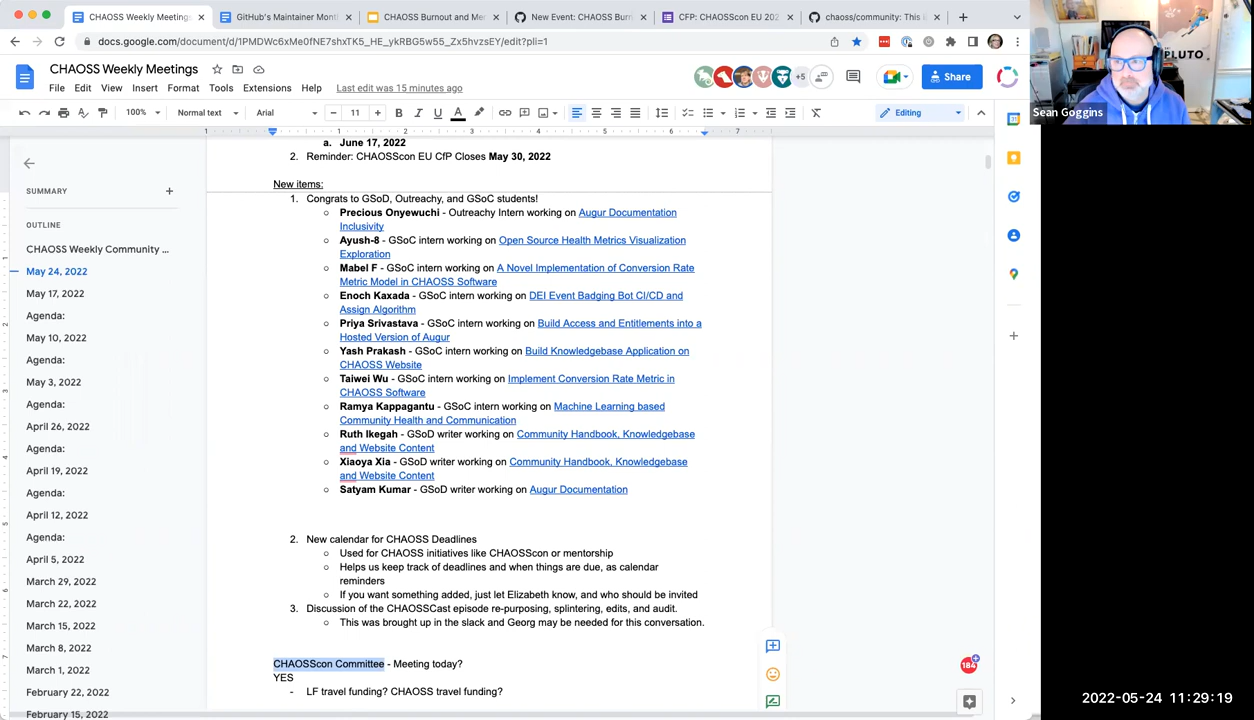 CHAOSS Weekly Meetings
GitHub's Maintainer Mont
CHAOSS Burnout and Me
New Event: CHAOSS Burn
CFP: CHAOSScon EU 202
chaoss/community: This i
docs.google.com/document/d/1PMDWc6xMe0fNE7shxTK5_HE_ykRBG5w55_Zx5hvzsEY/edit?pli=1
CHAOSS Weekly Meetings
File Edit View Insert Format Tools Extensions Help Last edit was 15 minutes ago
+5
Share
100% Normal text Arial 11 Editing
PLUTO
Sean Goggins
SUMMARY
OUTLINE
CHAOSS Weekly Community ...
May 24, 2022
May 17, 2022
Agenda:
May 10, 2022
Agenda:
May 3, 2022
Agenda:
April 26, 2022
Agenda:
April 19, 2022
Agenda:
April 12, 2022
Agenda:
April 5, 2022
March 29, 2022
March 22, 2022
March 15, 2022
March 8, 2022
March 1, 2022
February 22, 2022
February 15, 2022
a. June 17, 2022
2. Reminder: CHAOSScon EU CfP Closes May 30, 2022
New items:
1. Congrats to GSoD, Outreachy, and GSoC students!
Precious Onyewuchi - Outreachy Intern working on Augur Documentation
Inclusivity
Ayush-8 - GSoC intern working on Open Source Health Metrics Visualization
Exploration
Mabel F - GSoC intern working on A Novel Implementation of Conversion Rate
Metric Model in CHAOSS Software
Enoch Kaxada - GSoC intern working on DEI Event Badging Bot CI/CD and
Assign Algorithm
Priya Srivastava - GSoC intern working on Build Access and Entitlements into a
Hosted Version of Augur
Yash Prakash - GSoC intern working on Build Knowledgebase Application on
CHAOSS Website
Taiwei Wu - GSoC intern working on Implement Conversion Rate Metric in
CHAOSS Software
Ramya Kappagantu - GSoC intern working on Machine Learning based
Community Health and Communication
Ruth Ikegah - GSoD writer working on Community Handbook, Knowledgebase
and Website Content
Xiaoya Xia - GSoD writer working on Community Handbook, Knowledgebase
and Website Content
Satyam Kumar - GSoD writer working on Augur Documentation
2. New calendar for CHAOSS Deadlines
Used for CHAOSS initiatives like CHAOSScon or mentorship
Helps us keep track of deadlines and when things are due, as calendar
reminders
If you want something added, just let Elizabeth know, and who should be invited
3. Discussion of the CHAOSSCast episode re-purposing, splintering, edits, and audit.
This was brought up in the slack and Georg may be needed for this conversation.
CHAOSScon Committee - Meeting today?
YES
- LF travel funding? CHAOSS travel funding?
184
2022-05-24 11:29:19